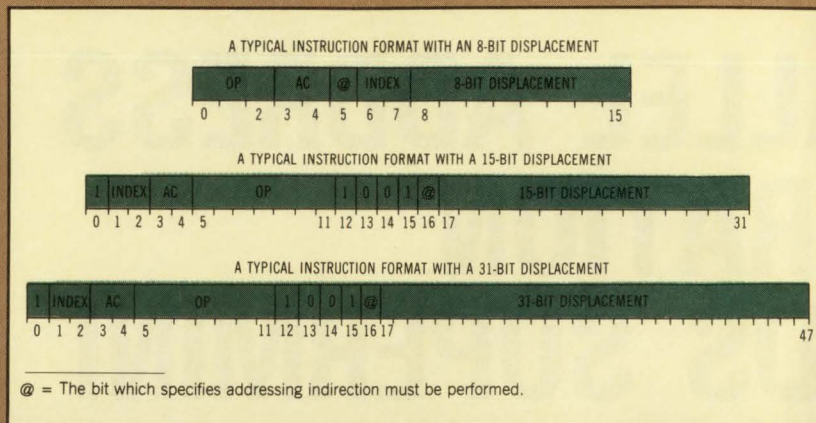 A TYPICAL INSTRUCTION FORMAT WITH AN 8-BIT DISPLACEMENT
OP AC @ INDEX 8-BIT DISPLACEMENT
0 2 3 4 5 6 7 8 15
A TYPICAL INSTRUCTION FORMAT WITH A 15-BIT DISPLACEMENT
1 INDEX AC OP 1 0 0 1 @ 15-BIT DISPLACEMENT
0 1 2 3 4 5 11 12 13 14 15 16 17 31
A TYPICAL INSTRUCTION FORMAT WITH A 31-BIT DISPLACEMENT
1 INDEX AC OP 1 0 0 1 @ 31-BIT DISPLACEMENT
0 1 2 3 4 5 11 12 13 14 15 16 17 47
@ = The bit which specifies addressing indirection must be performed.